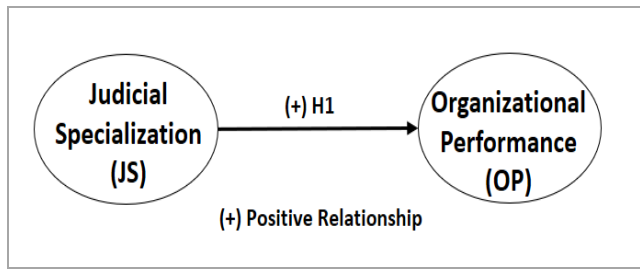 Judicial
Specialization
(JS)
(+) H1
Organizational
Performance
(OP)
(+) Positive Relationship